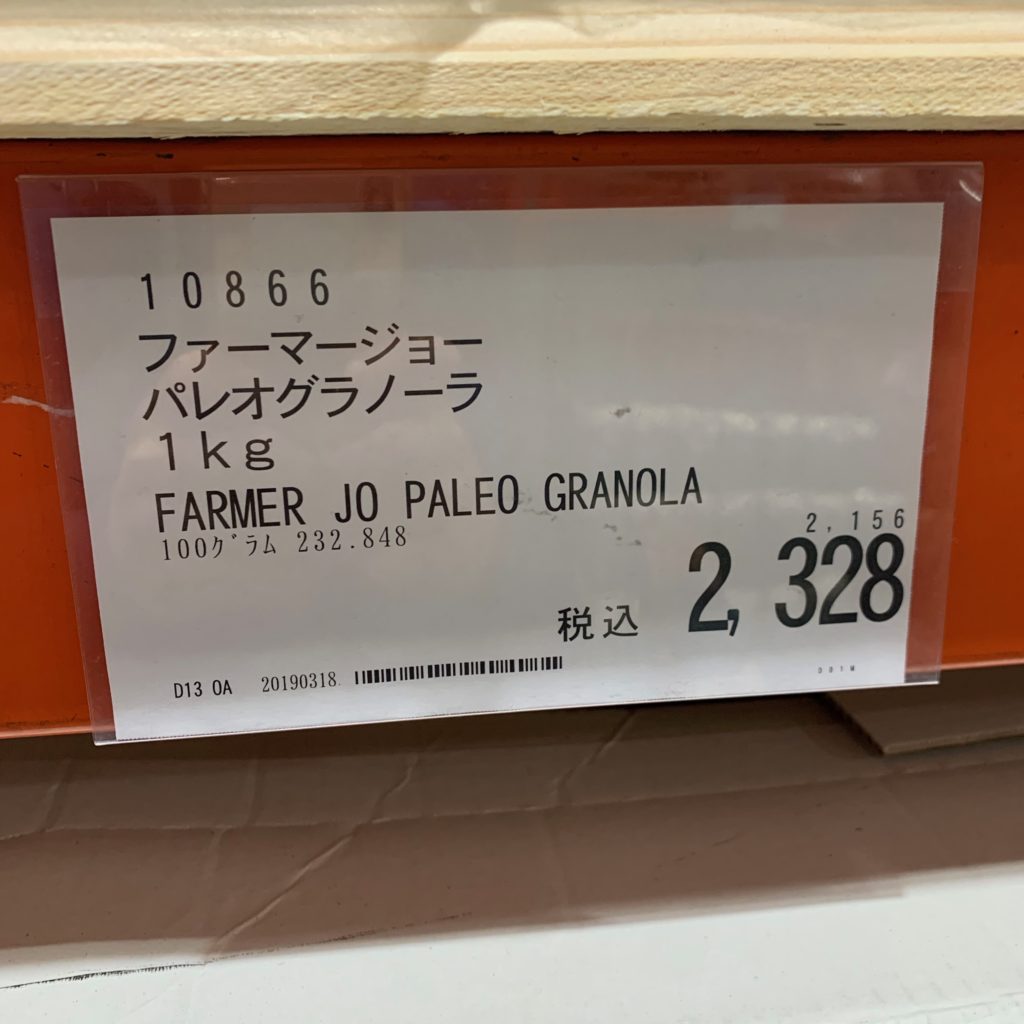 10866
ファーマージョー
パレオグラノーラ
1kg
FARMER JO PALEO GRANOLA
100グラム 232.848
2,156
税込 2,328
D13 0A 20190318.